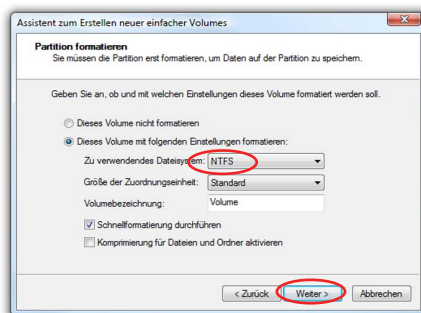 Assistent zum Erstellen neuer einfacher Volumes
Partition formatieren
Sie müssen die Partition erst formatieren, um Daten auf der Partition zu speichern.
Geben Sie an, ob und mit welchen Einstellungen dieses Volume formatiert werden soll.
Dieses Volume nicht formatieren
Dieses Volume mit folgenden Einstellungen formatieren:
Zu verwendendes Dateisystem: NTFS
Größe der Zuordnungseinheit: Standard
Volumebezeichnung: Volume
Schnellformatierung durchführen
Komprimierung für Dateien und Ordner aktivieren
< Zurück Weiter > Abbrechen